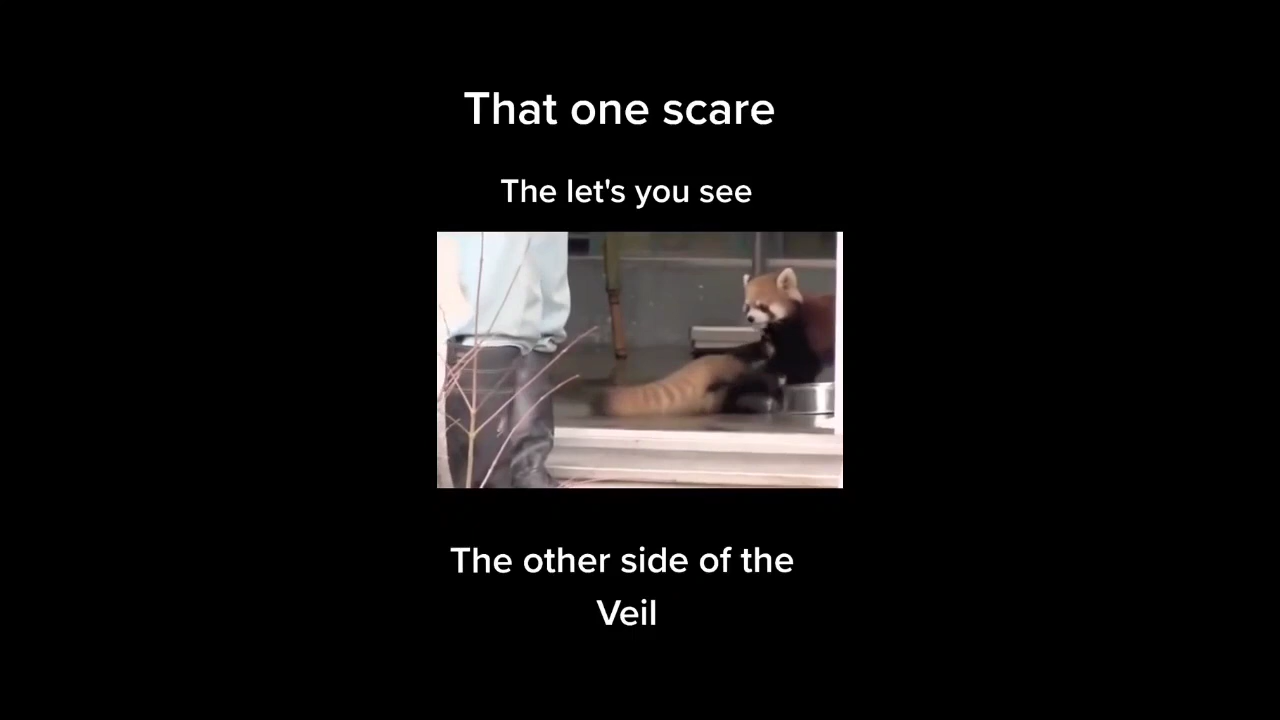 That one scare
The let's you see
The other side of the
Veil